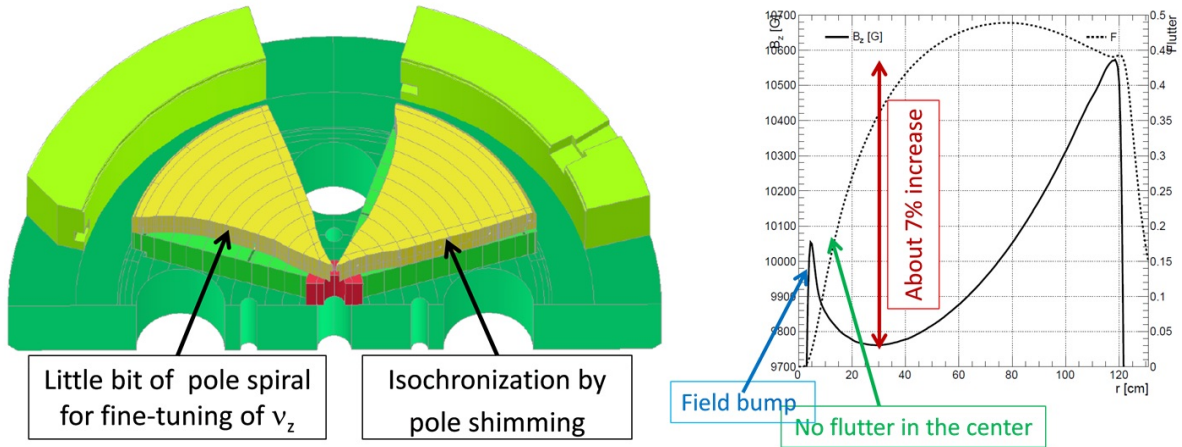 Little bit of pole spiral
for fine-tuning of ν_z
Isochronization by
pole shimming
10700
10600
10500
10400
10300
10200
10100
10000
9900
9800
9700
B_z [G]
B_z [G]
F
Flutter
0.5
0.45
0.4
0.35
0.3
0.25
0.2
0.15
0.1
0.05
0
About 7% increase
0
20
40
60
80
100
120
r [cm]
Field bump
No flutter in the center